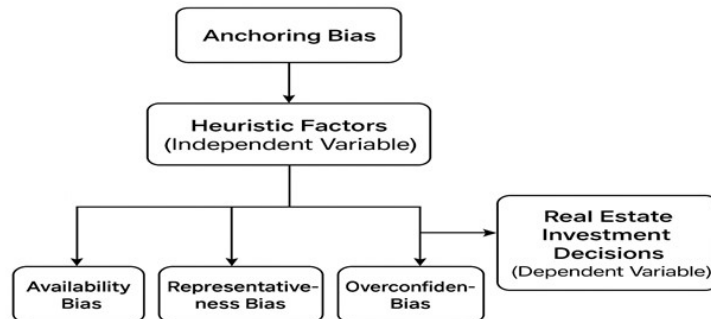 Anchoring Bias
Heuristic Factors
(Independent Variable)
Real Estate
Investment
Decisions
(Dependent Variable)
Availability
Bias
Representative-
ness Bias
Overconfiden-
Bias